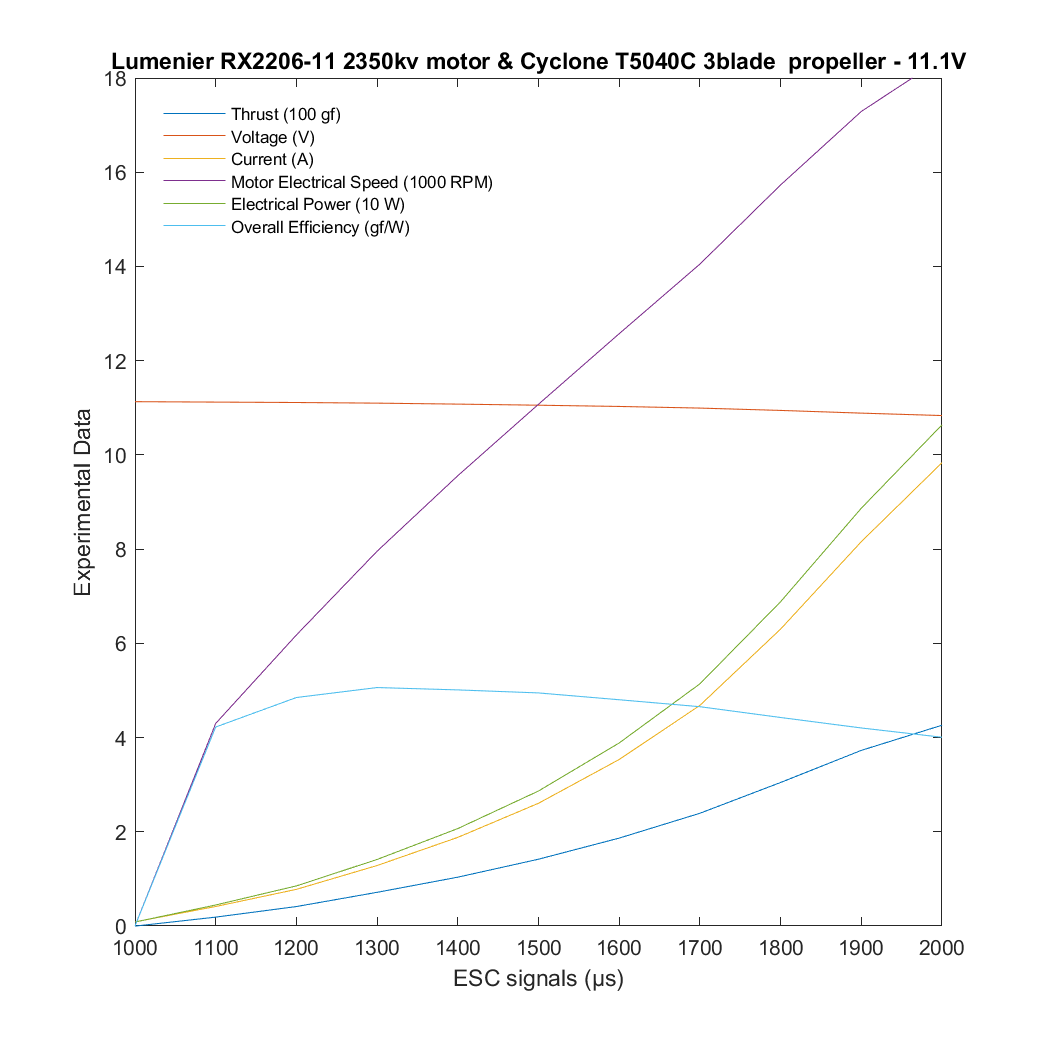 Lumenier RX2206-11 2350kv motor & Cyclone T5040C 3blade  propeller - 11.1V
18
Thrust (100 gf)
Voltage (V)
Current (A)
Motor Electrical Speed (1000 RPM)
Electrical Power (10 W)
Overall Efficiency (gf/W)
16
14
12
10
8
6
4
2
0
Experimental Data
1000 1100 1200 1300 1400 1500 1600 1700 1800 1900 2000
ESC signals (µs)